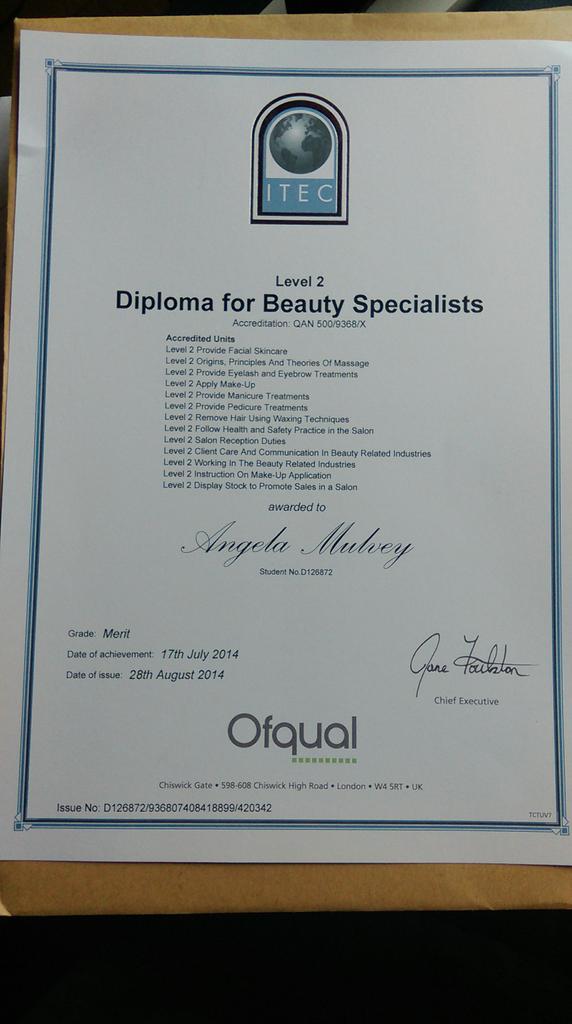 ITEC
Level 2
Diploma for Beauty Specialists
Accreditation: QAN 500/9368/X
Accredited Units
Level 2 Provide Facial Skincare
Level 2 Origins, Principles And Theories Of Massage
Level 2 Provide Eyelash and Eyebrow Treatments
Level 2 Apply Make-Up
Level 2 Provide Manicure Treatments
Level 2 Provide Pedicure Treatments
Level 2 Remove Hair Using Waxing Techniques
Level 2 Follow Health and Safety Practice in the Salon
Level 2 Salon Reception Duties
Level 2 Client Care And Communication In Beauty Related Industries
Level 2 Working In The Beauty Related Industries
Level 2 Instruction On Make-Up Application
Level 2 Display Stock to Promote Sales in a Salon
awarded to
Angela Mulvey
Student No.D126872
Grade: Merit
Date of achievement: 17th July 2014
Date of issue: 28th August 2014
Jane Foulston
Chief Executive
Ofqual
Chiswick Gate • 598-608 Chiswick High Road • London • W4 5RT • UK
Issue No: D126872/936807408418899/420342
TCTUV7